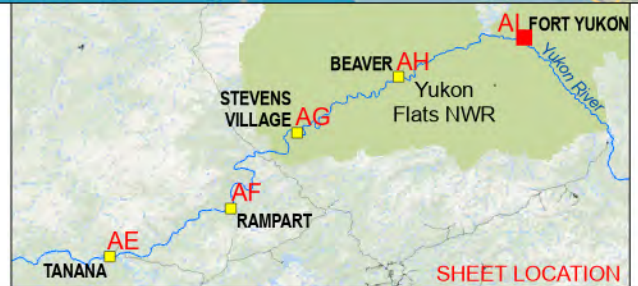 AI FORT YUKON
BEAVER AH
Yukon River
Yukon
Flats NWR
STEVENS
VILLAGE AG
AF
RAMPART
AE
TANANA
SHEET LOCATION